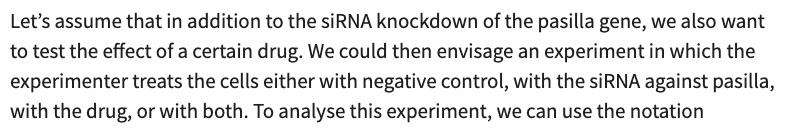 Let’s assume that in addition to the siRNA knockdown of the pasilla gene, we also want
to test the effect of a certain drug. We could then envisage an experiment in which the
experimenter treats the cells either with negative control, with the siRNA against pasilla,
with the drug, or with both. To analyse this experiment, we can use the notation